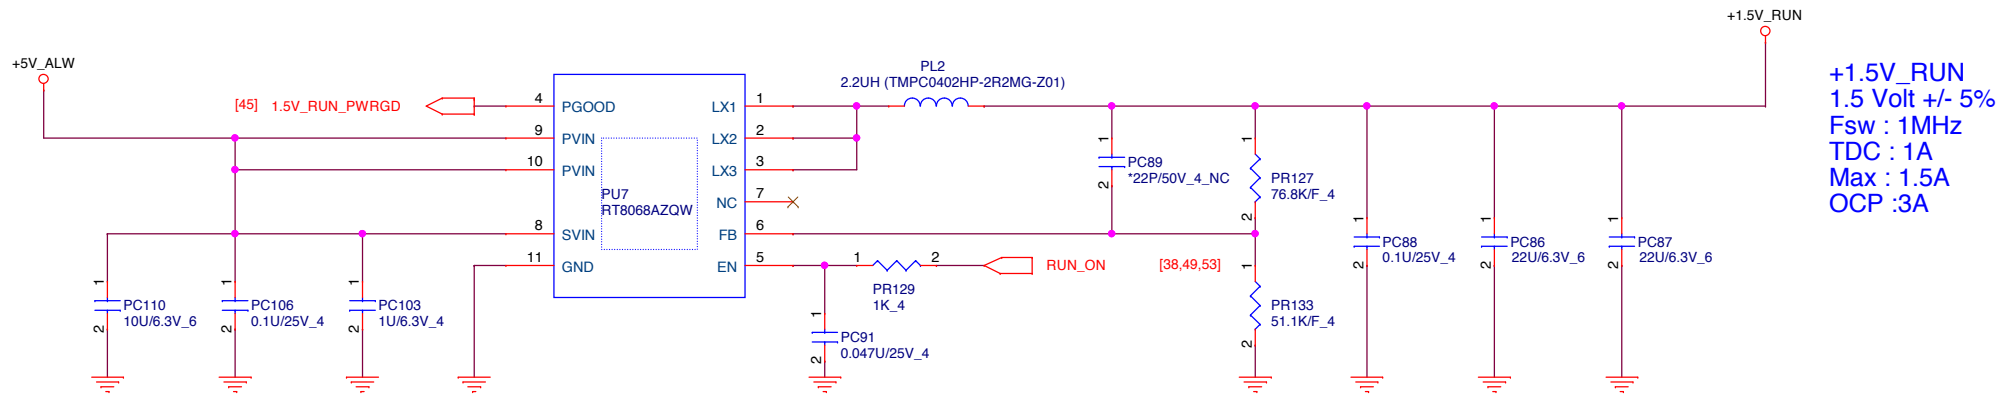 +1.5V_RUN
+5V_ALW
PL2
2.2UH (TMPC0402HP-2R2MG-Z01)
+1.5V_RUN
1.5 Volt +/- 5%
Fsw : 1MHz
TDC : 1A
Max : 1.5A
OCP :3A
[45] 1.5V_RUN_PWRGD
4 PGOOD
9 PVIN
10 PVIN
8 SVIN
11 GND
PU7
RT8068AZQW
LX1 1
LX2 2
LX3 3
NC 7
FB 6
EN 5
1
2
PC89
*22P/50V_4_NC
1
2
PR127
76.8K/F_4
1 2
PR129
1K_4
RUN_ON [38,49,53]
1
2
PC110
10U/6.3V_6
1
2
PC106
0.1U/25V_4
1
2
PC103
1U/6.3V_4
1
2
PC91
0.047U/25V_4
1
2
PR133
51.1K/F_4
1
2
PC88
0.1U/25V_4
1
2
PC86
22U/6.3V_6
1
2
PC87
22U/6.3V_6